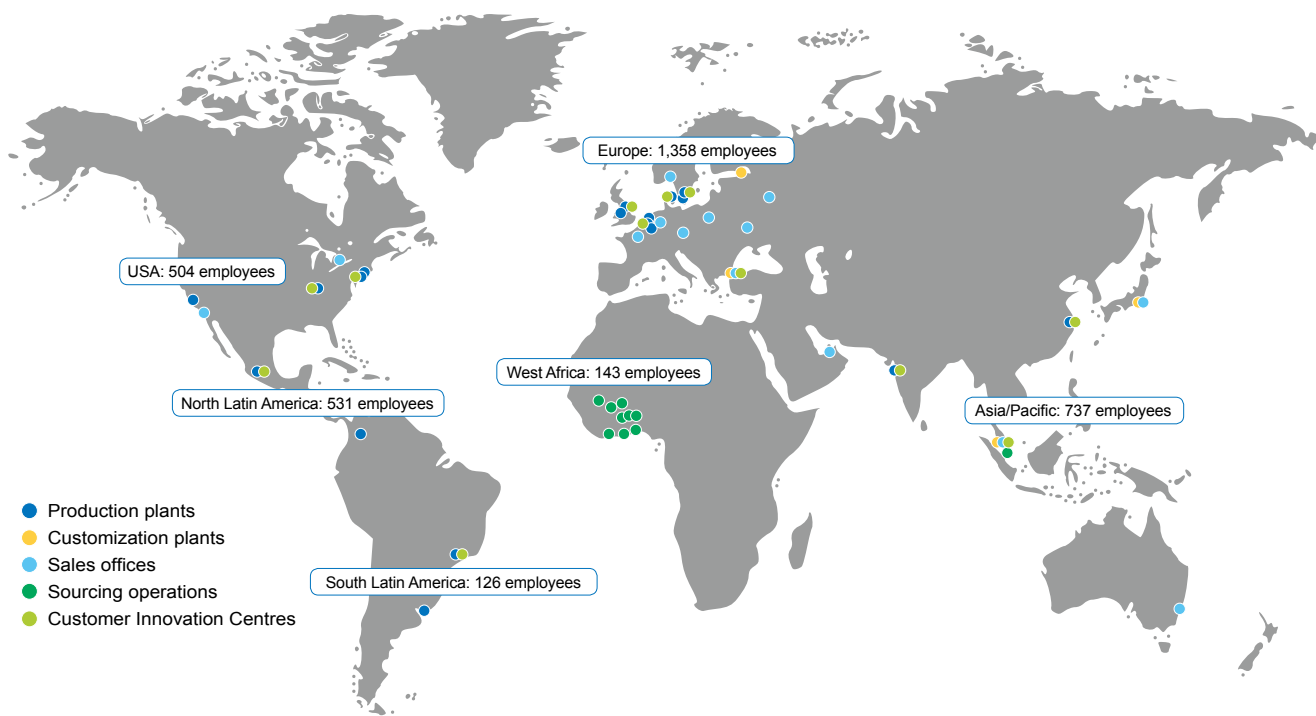 Europe: 1,358 employees
USA: 504 employees
West Africa: 143 employees
North Latin America: 531 employees
Asia/Pacific: 737 employees
Production plants
Customization plants
Sales offices
Sourcing operations
Customer Innovation Centres
South Latin America: 126 employees